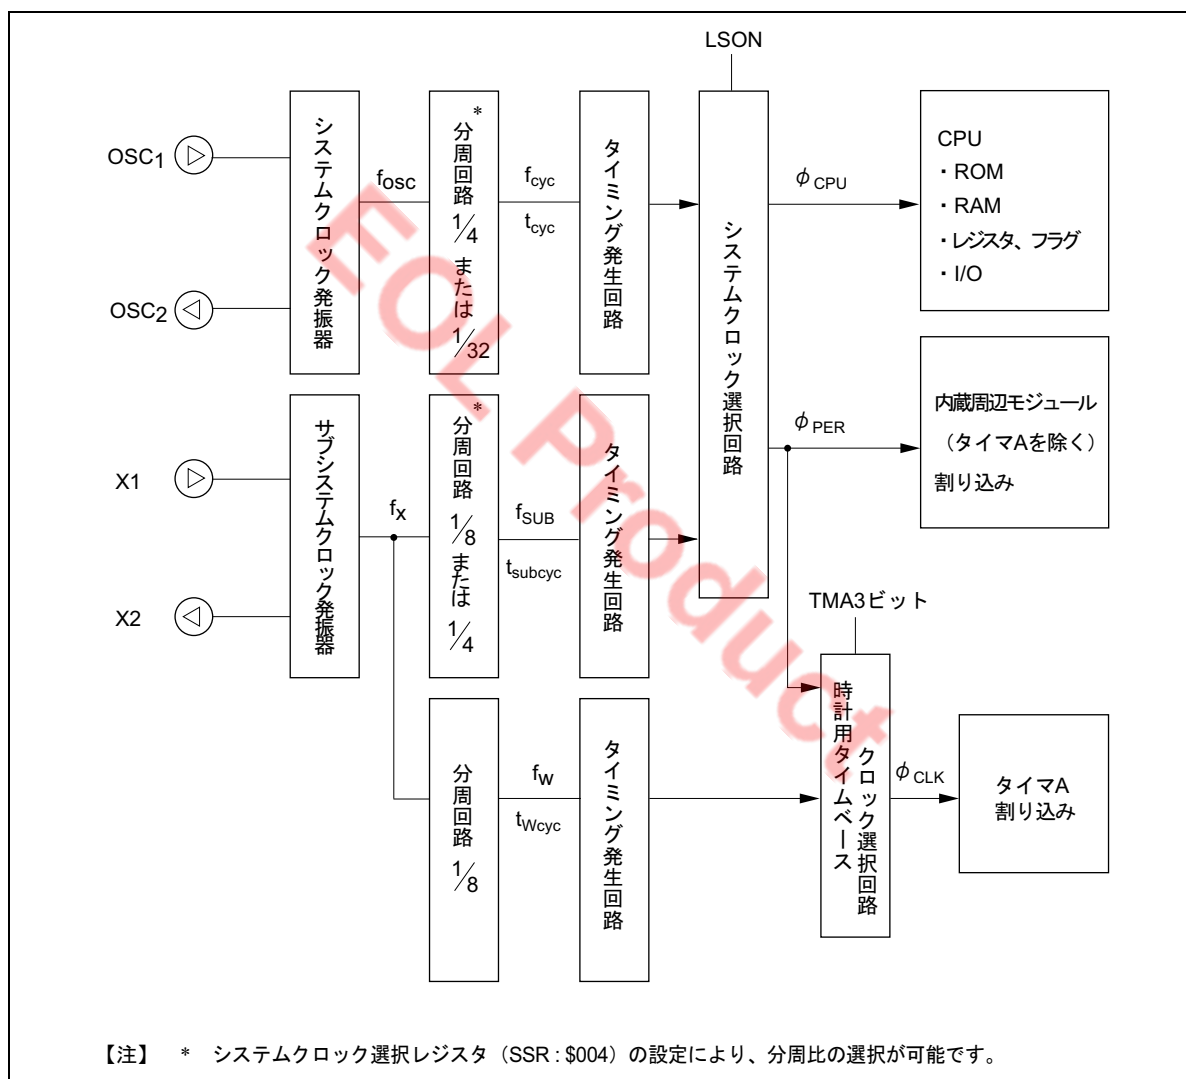 LSON
OSC1
OSC2
システムクロック発振器
fOSC
*
分周回路
1/4
または
1/32
fcyc
tcyc
タイミング発生回路
システムクロック選択回路
φCPU
CPU
・ROM
・RAM
・レジスタ、フラグ
・I/O
X1
X2
サブシステムクロック発振器
fX
*
分周回路
1/8
または
1/4
fSUB
tsubcyc
タイミング発生回路
φPER
内蔵周辺モジュール
（タイマAを除く）
割り込み
分周回路
1/8
fW
tWcyc
タイミング発生回路
TMA3ビット
時計用タイムベース
クロック選択回路
φCLK
タイマA
割り込み
EOL Product
【注】 * システムクロック選択レジスタ（SSR : $004）の設定により、分周比の選択が可能です。